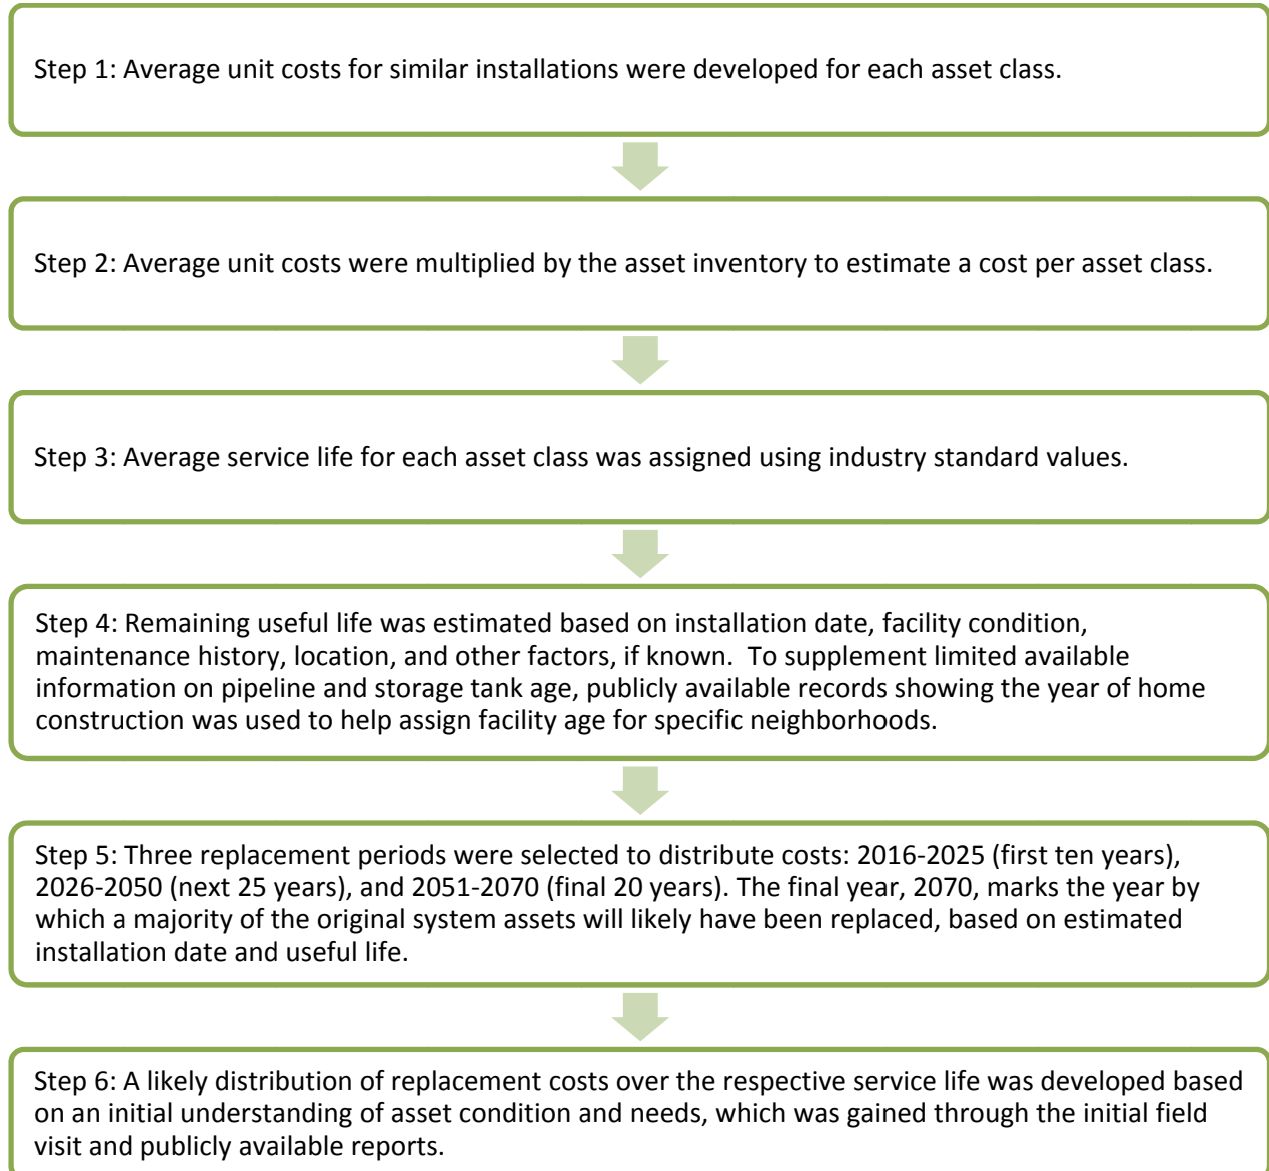 Step 1: Average unit costs for similar installations were developed for each asset class.
Step 2: Average unit costs were multiplied by the asset inventory to estimate a cost per asset class.
Step 3: Average service life for each asset class was assigned using industry standard values.
Step 4: Remaining useful life was estimated based on installation date, facility condition,
maintenance history, location, and other factors, if known.  To supplement limited available
information on pipeline and storage tank age, publicly available records showing the year of home
construction was used to help assign facility age for specific neighborhoods.
Step 5: Three replacement periods were selected to distribute costs: 2016-2025 (first ten years),
2026-2050 (next 25 years), and 2051-2070 (final 20 years). The final year, 2070, marks the year by
which a majority of the original system assets will likely have been replaced, based on estimated
installation date and useful life.
Step 6: A likely distribution of replacement costs over the respective service life was developed based
on an initial understanding of asset condition and needs, which was gained through the initial field
visit and publicly available reports.